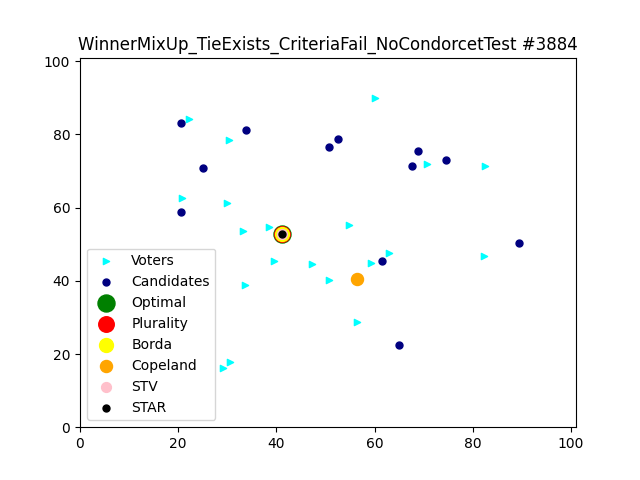 WinnerMixUp_TieExists_CriteriaFail_NoCondorcetTest #3884
100
80
60
40
20
0
Voters
Candidates
Optimal
Plurality
Borda
Copeland
STV
STAR
0 20 40 60 80 100